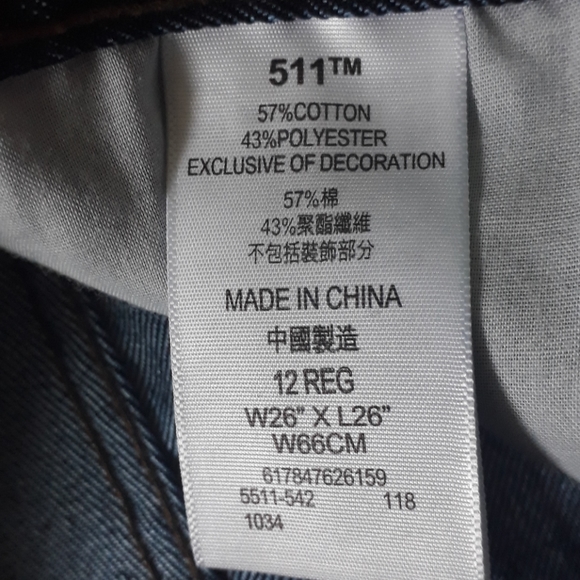 511™
57%COTTON
43%POLYESTER
EXCLUSIVE OF DECORATION
57%棉
43%聚酯纖維
不包括裝飾部分
MADE IN CHINA
中國製造
12 REG
W26” X L26”
W66CM
617847626159
5511-542 118
1034